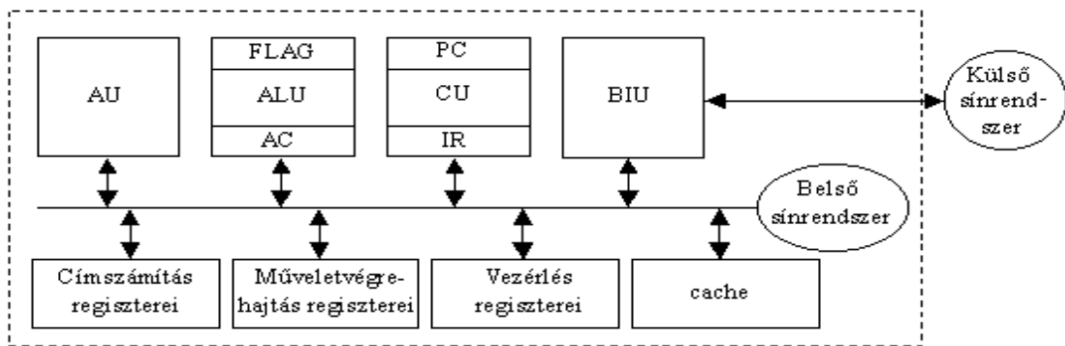 FLAG
PC
AU
ALU
CU
BIU
AC
IR
Külső
sínrend-
szer
Belső
sínrendszer
Címszámítás
regiszterei
Műveletvégre-
hajtás regiszterei
Vezérlés
regiszterei
cache